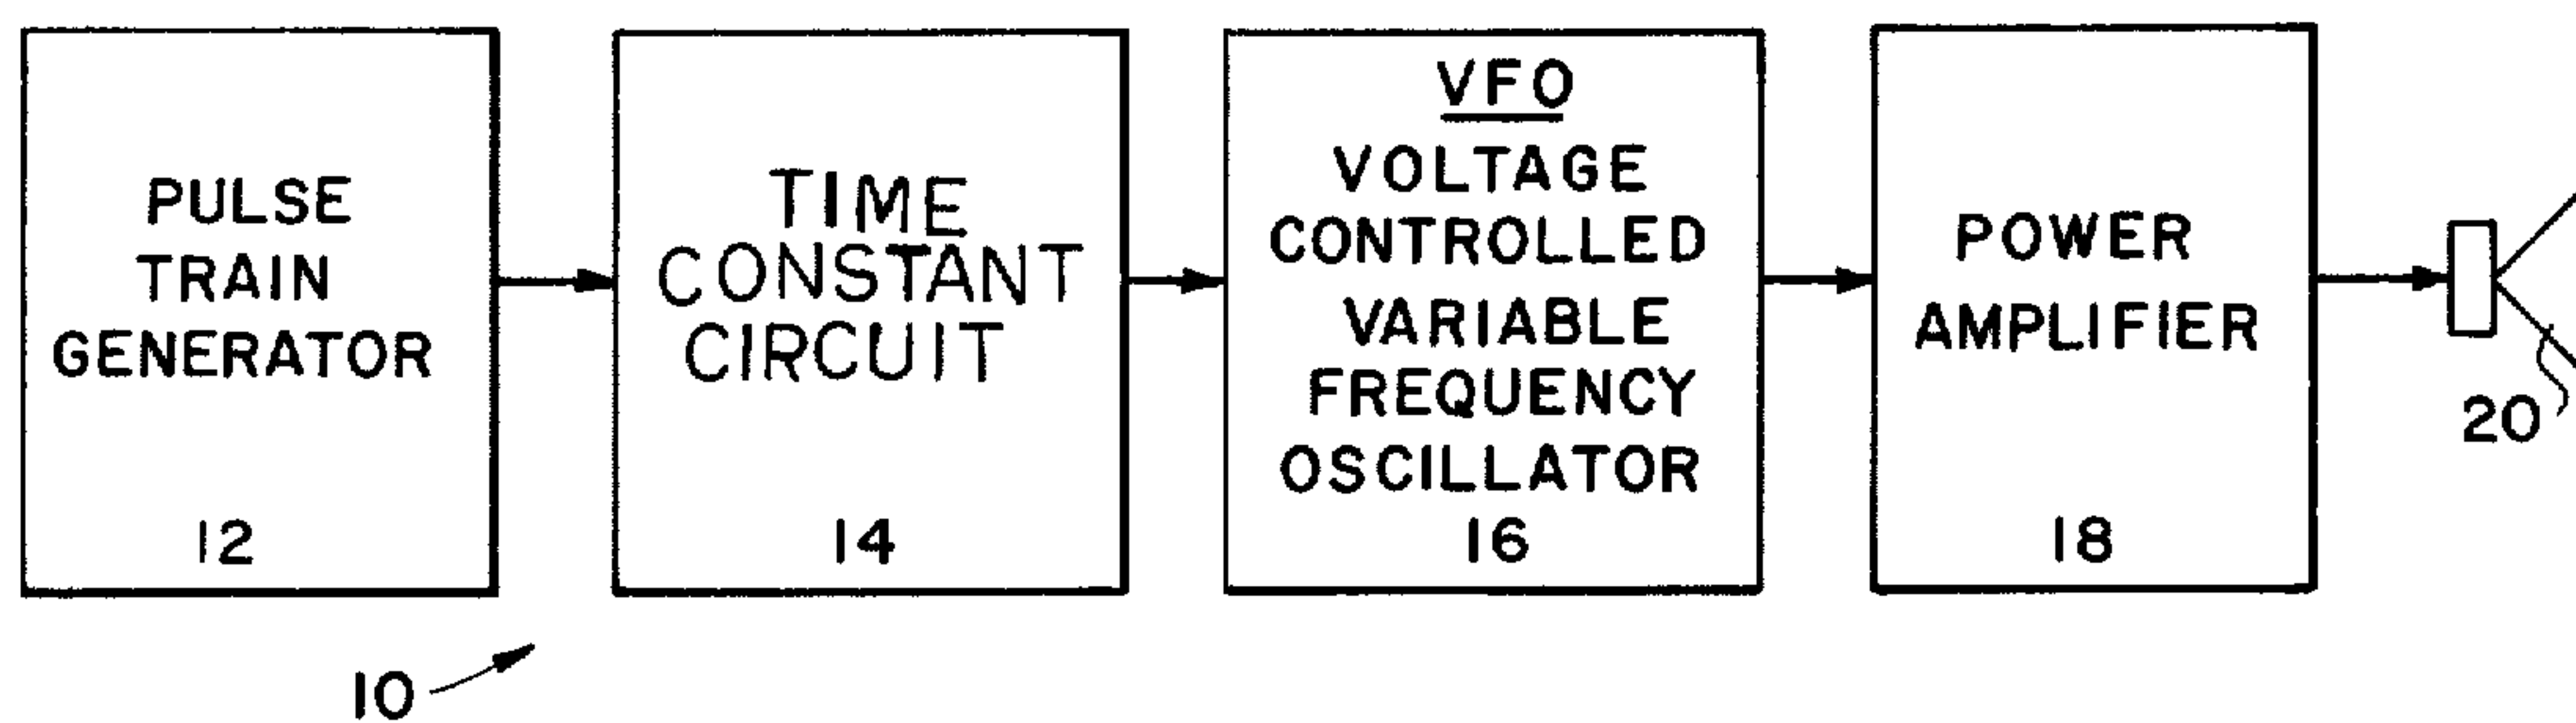 PULSE
TRAIN
GENERATOR
12
TIME
CONSTANT
CIRCUIT
14
VFO
VOLTAGE
CONTROLLED
VARIABLE
FREQUENCY
OSCILLATOR
16
POWER
AMPLIFIER
18
20
10